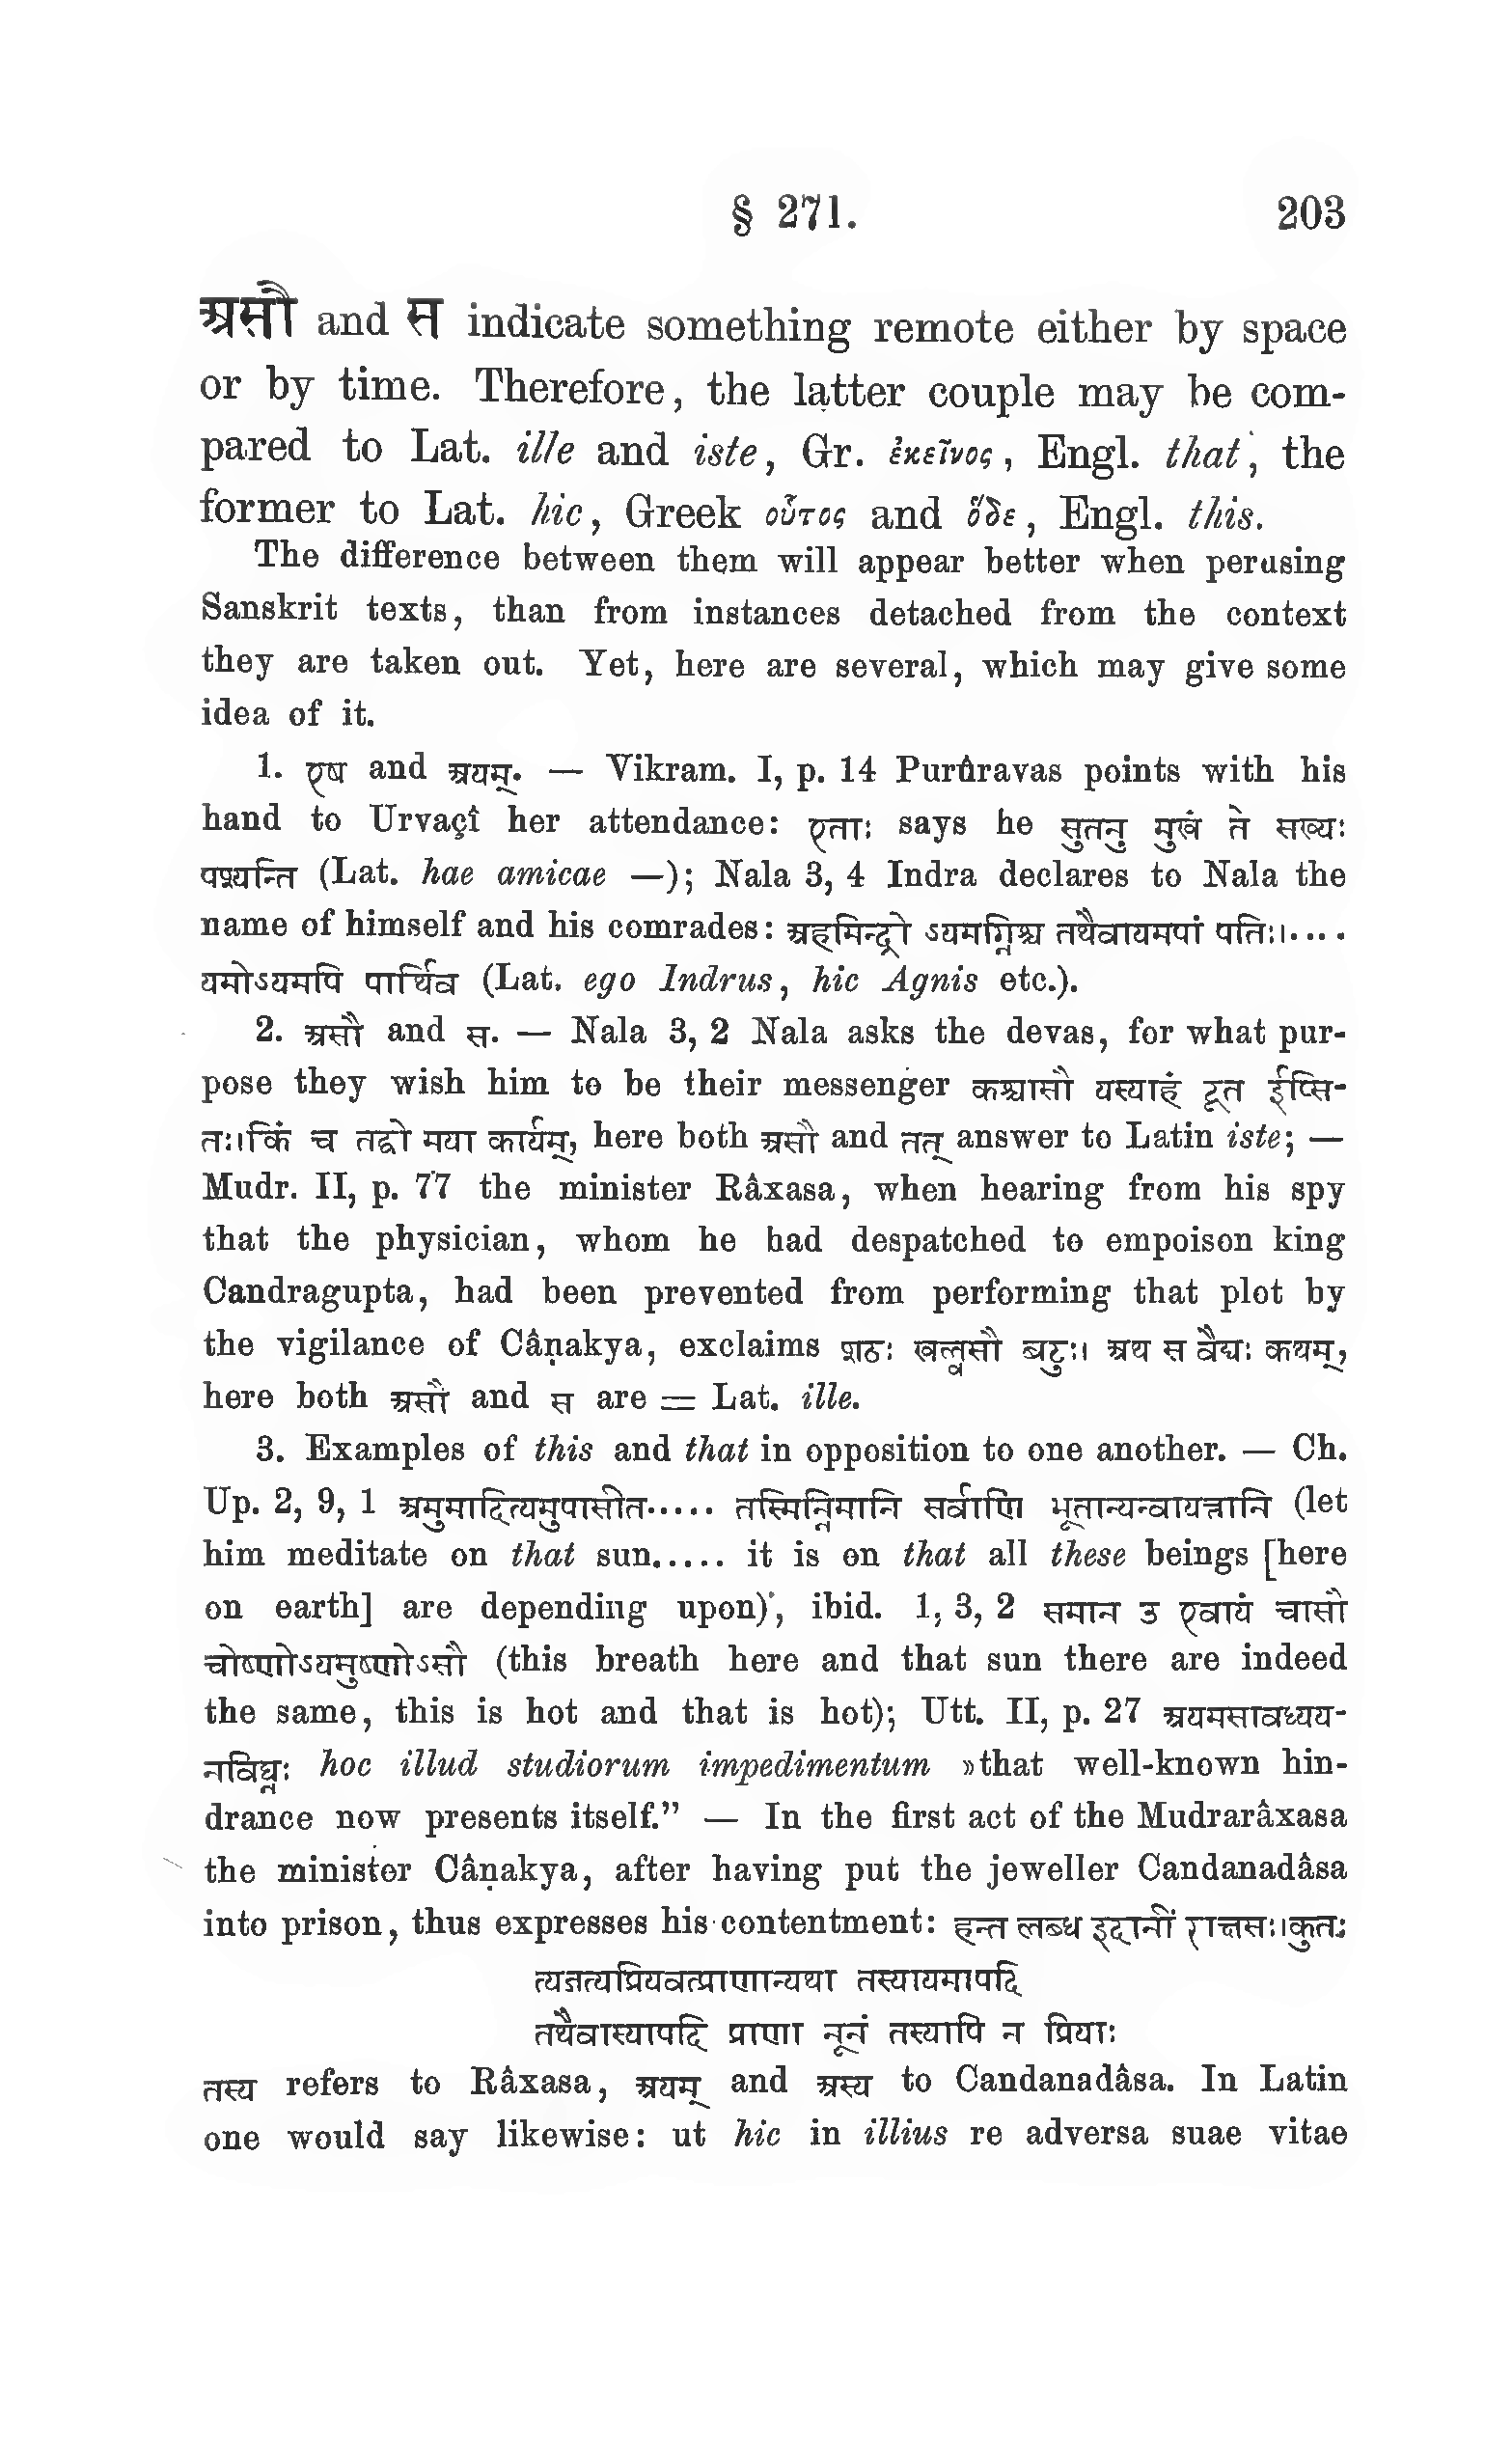 § 271. 203
असौ and स indicate something remote either by space
or by time. Therefore, the latter couple may be com-
pared to Lat. ille and iste, Gr. ἐκεῖνος, Engl. that, the
former to Lat. hic, Greek οὗτος and ὅδε, Engl. this.
The difference between them will appear better when perusing
Sanskrit texts, than from instances detached from the context
they are taken out. Yet, here are several, which may give some
idea of it.
1. एष and अयम्. — Vikram. I, p. 14 Purûravas points with his
hand to Urvaçî her attendance: एताः says he सुतनु मुखं ते सख्यः
पश्यन्ति (Lat. hae amicae —); Nala 3, 4 Indra declares to Nala the
name of himself and his comrades: अहमिन्द्रो ऽयमग्निश्च तथैवायमपां पतिः।....
यमोऽयमपि पार्थिव (Lat. ego Indrus, hic Agnis etc.).
2. असौ and स. — Nala 3, 2 Nala asks the devas, for what pur-
pose they wish him to be their messenger कश्चासौ यस्याहं दूत ईप्सि-
तः।किं च तद्वो मया कार्यम्, here both असौ and तत् answer to Latin iste; —
Mudr. II, p. 77 the minister Râxasa, when hearing from his spy
that the physician, whom he had despatched to empoison king
Candragupta, had been prevented from performing that plot by
the vigilance of Câṇakya, exclaims शठः खल्वसौ बटुः। अथ स वैद्यः कथम्,
here both असौ and स are = Lat. ille.
3. Examples of this and that in opposition to one another. — Ch.
Up. 2, 9, 1 अमुमादित्यमुपासीत..... तस्मिन्निमानि सर्वाणि भूतान्यन्वायत्तानि (let
him meditate on that sun..... it is on that all these beings [here
on earth] are depending upon), ibid. 1, 3, 2 समान उ एवायं चासौ
चोष्णोऽयमुष्णोऽसौ (this breath here and that sun there are indeed
the same, this is hot and that is hot); Utt. II, p. 27 अयमसावध्यय-
नविघ्नः hoc illud studiorum impedimentum »that well-known hin-
drance now presents itself.” — In the first act of the Mudrarâxasa
the minister Câṇakya, after having put the jeweller Candanadâsa
into prison, thus expresses his contentment: हन्त लब्ध इदानीं राक्षसः।कुतः
त्यजत्यप्रियवत्प्राणान्यथा तस्यायमापदि
तथैवास्यापदि प्राणा नूनं तस्यापि न प्रियाः
तस्य refers to Râxasa, अयम् and अस्य to Candanadâsa. In Latin
one would say likewise: ut hic in illius re adversa suae vitae